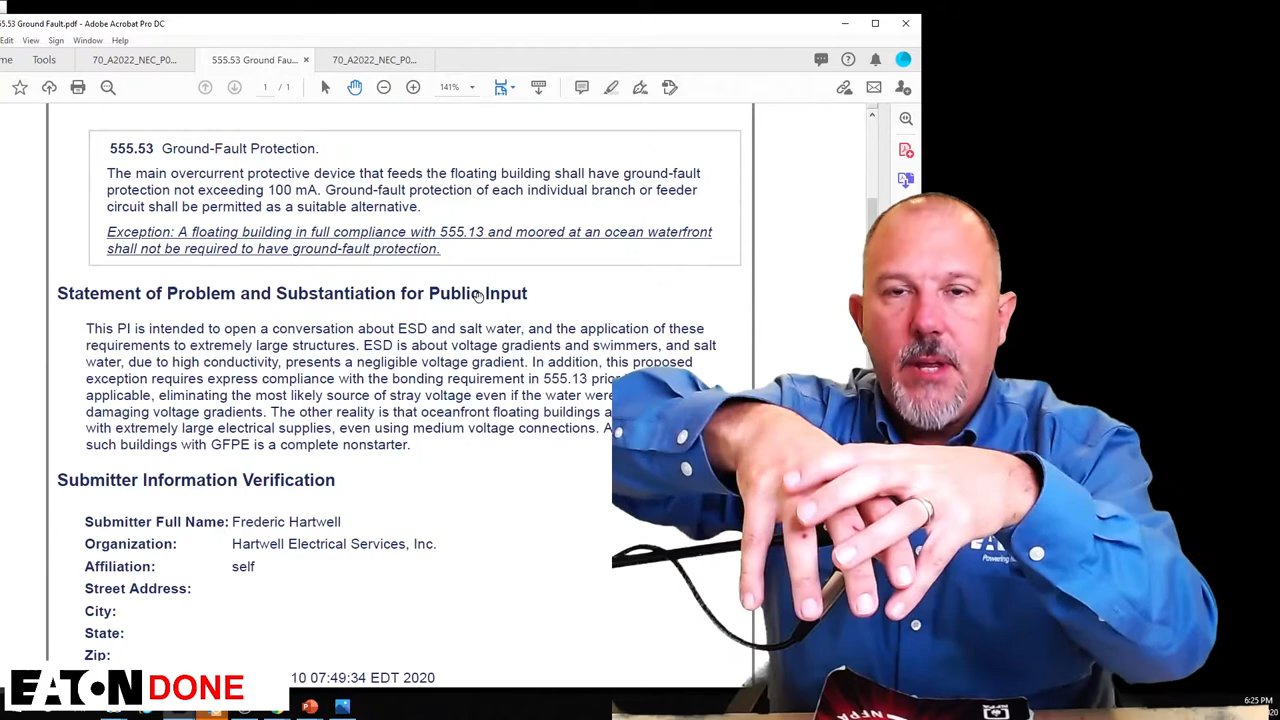 55.53 Ground Fault.pdf - Adobe Acrobat Pro DC
Edit View Sign Window Help
me Tools 70_A2022_NEC_P0... 555.53 Ground Fau... × 70_A2022_NEC_P0...
1 / 1 141%
555.53 Ground-Fault Protection.
The main overcurrent protective device that feeds the floating building shall have ground-fault
protection not exceeding 100 mA. Ground-fault protection of each individual branch or feeder
circuit shall be permitted as a suitable alternative.
Exception: A floating building in full compliance with 555.13 and moored at an ocean waterfront
shall not be required to have ground-fault protection.
Statement of Problem and Substantiation for Public Input
This PI is intended to open a conversation about ESD and salt water, and the application of these
requirements to extremely large structures. ESD is about voltage gradients and swimmers, and salt
water, due to high conductivity, presents a negligible voltage gradient. In addition, this proposed
exception requires express compliance with the bonding requirement in 555.13
applicable, eliminating the most likely source of stray voltage even if the water were
damaging voltage gradients. The other reality is that oceanfront floating buildings a
with extremely large electrical supplies, even using medium voltage connections. A
such buildings with GFPE is a complete nonstarter.
Submitter Information Verification
Submitter Full Name: Frederic Hartwell
Organization: Hartwell Electrical Services, Inc.
Affiliation: self
Street Address:
City:
State:
Zip:
10 07:49:34 EDT 2020
EATON DONE
EAT
Powering
NFPA
6:25 PM